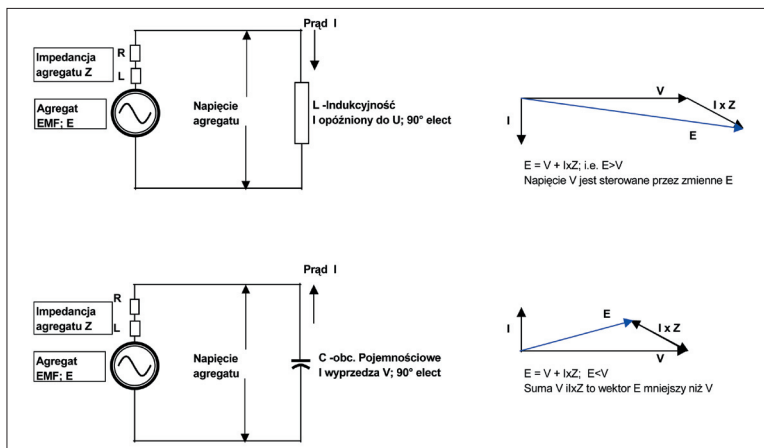 Prąd I
Impedancja
agregatu Z
R
L
Agregat
EMF; E
Napięcie
agregatu
L -Indukcyjność
I opóźniony do U; 90° elect
V
I x Z
I
E
E = V + IxZ; i.e. E>V
Napięcie V jest sterowane przez zmienne E
Prąd I
Impedancja
agregatu Z
R
L
Agregat
EMF; E
Napięcie
agregatu
C -obc. Pojemnościowe
I wyprzedza V; 90° elect
E
I x Z
I
V
E = V + IxZ; E<V
Suma V iIxZ to wektor E mniejszy niż V